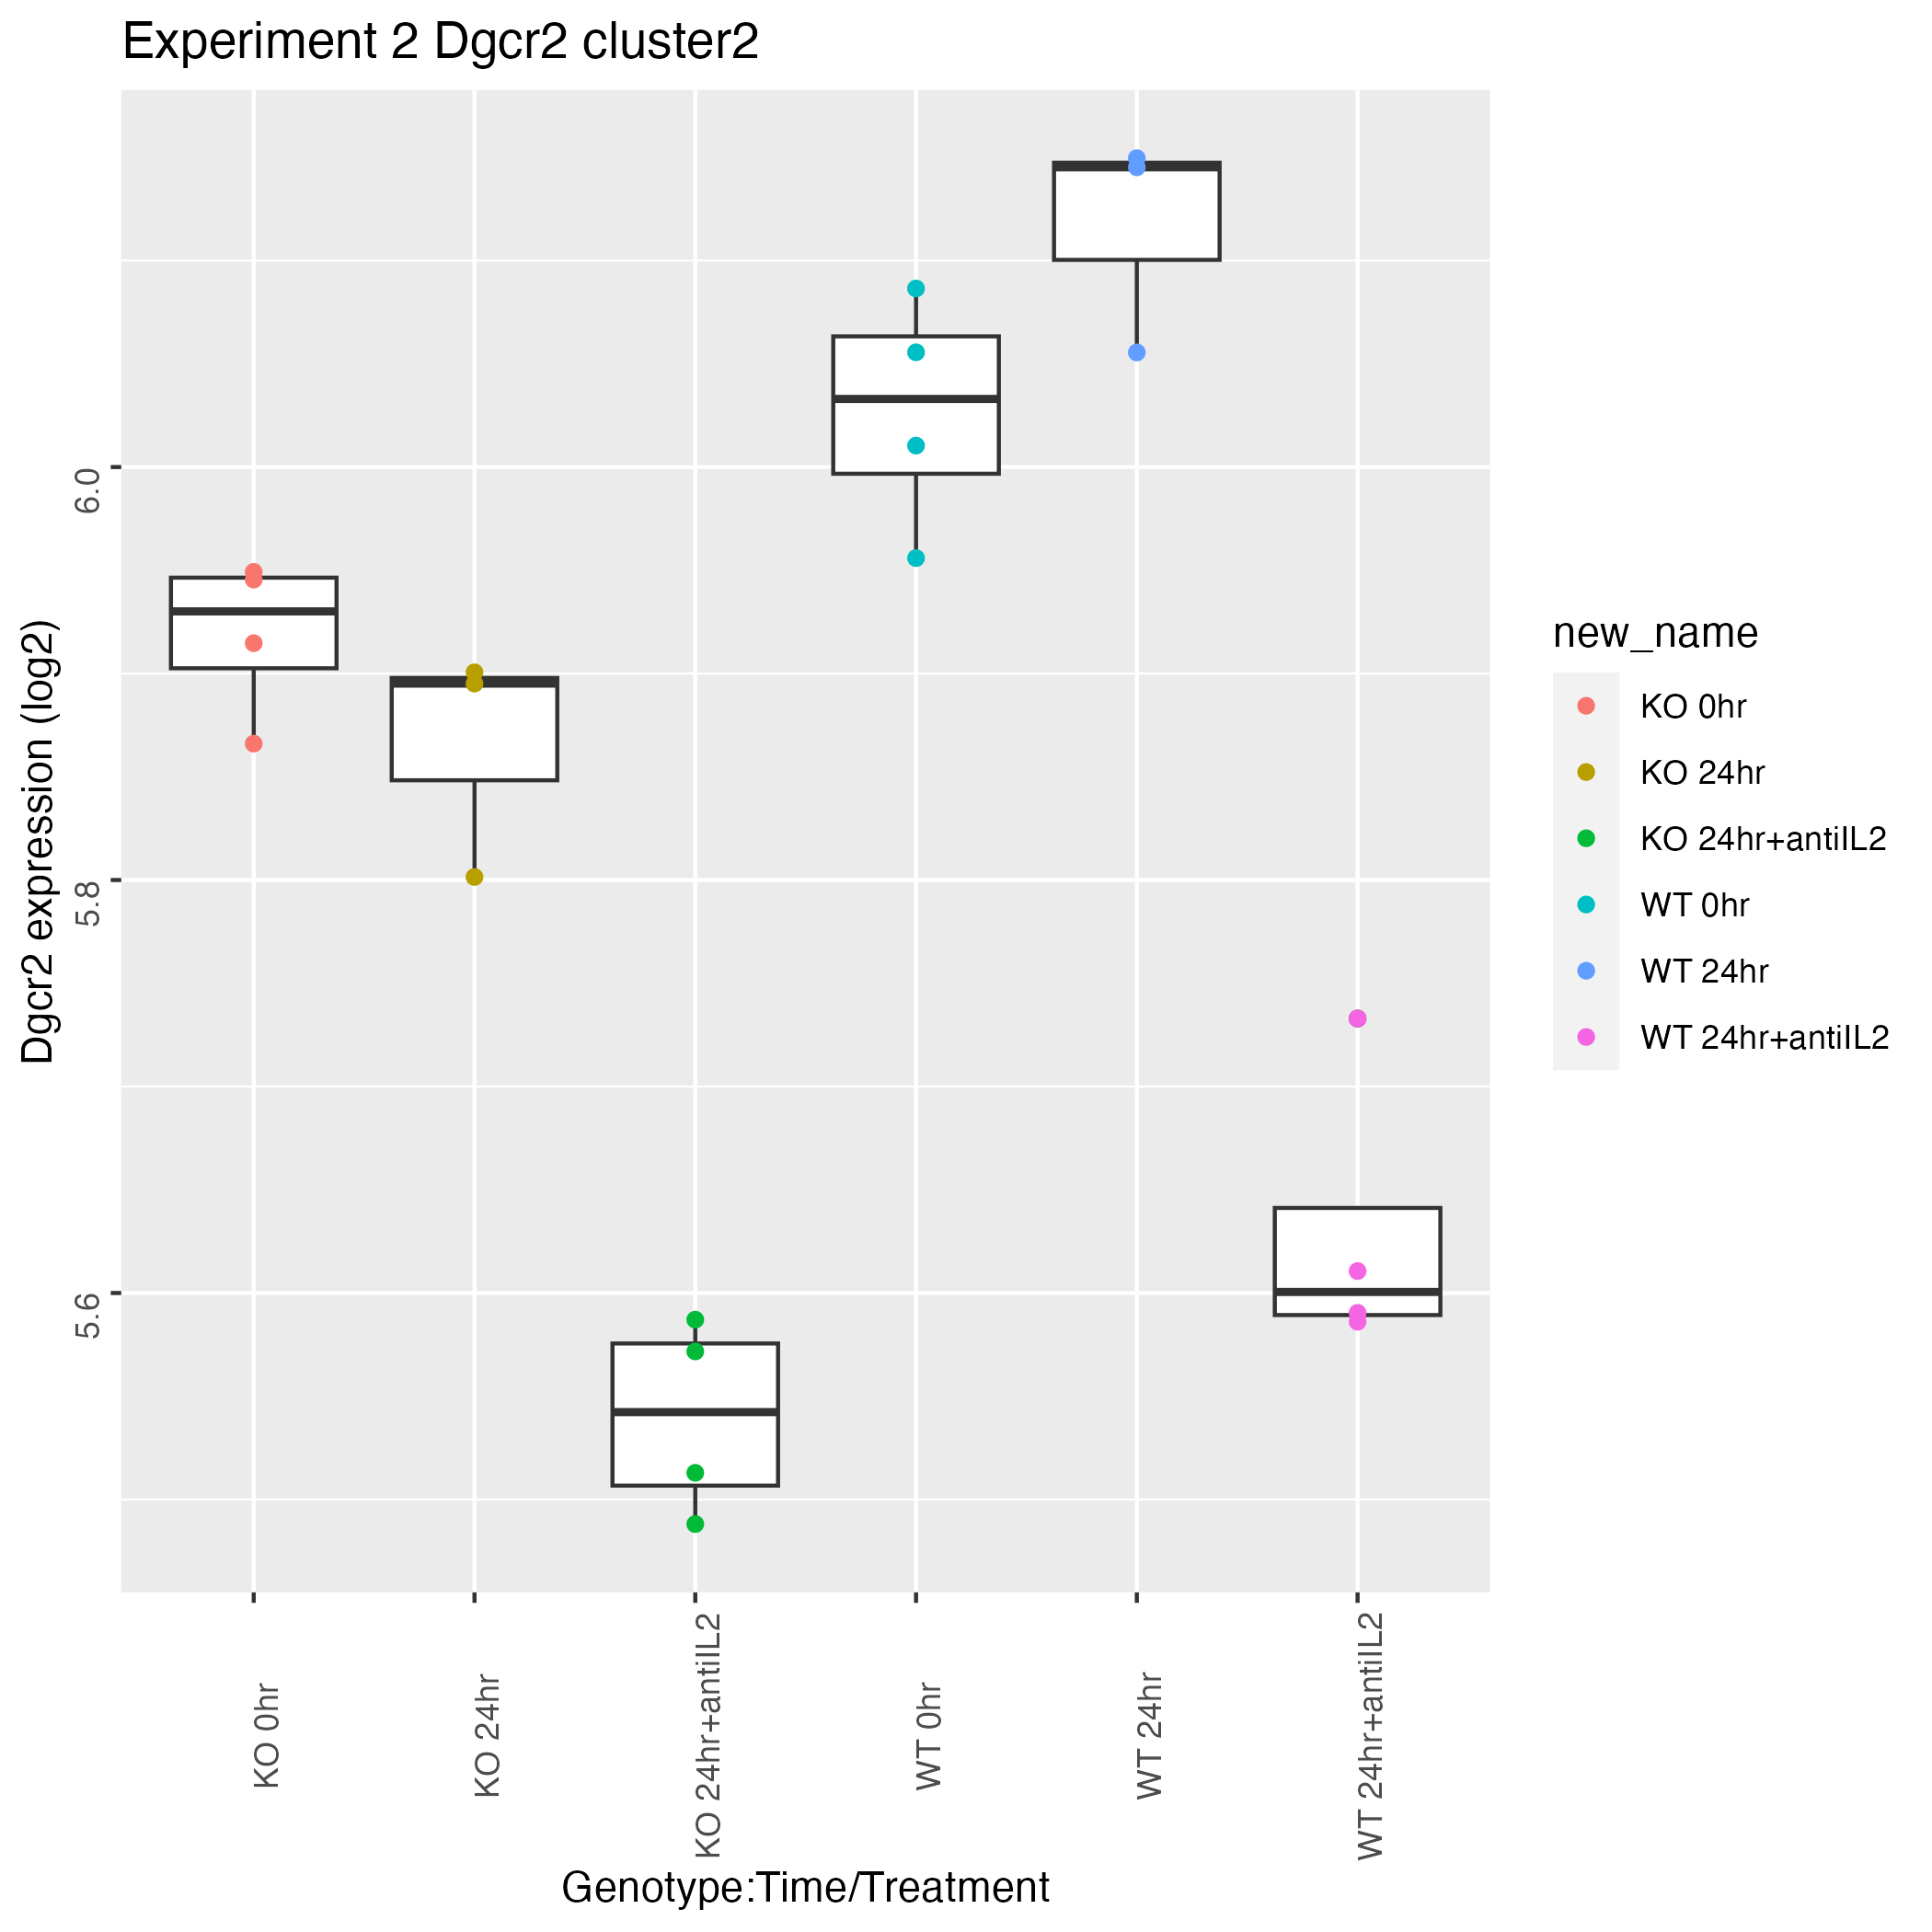 Experiment 2 Dgcr2 cluster2
Dgcr2 expression (log2)
6.0
5.8
5.6
KO 0hr
KO 24hr
KO 24hr+antiIL2
WT 0hr
WT 24hr
WT 24hr+antiIL2
Genotype:Time/Treatment
new_name
KO 0hr
KO 24hr
KO 24hr+antiIL2
WT 0hr
WT 24hr
WT 24hr+antiIL2